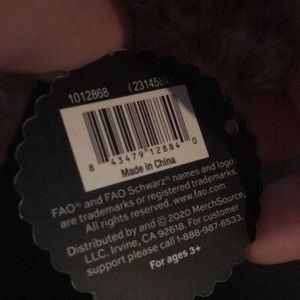 1012868 (2314581)
8 43479 12884 0
Made in China
FAO® and FAO Schwarz® names and logo
are trademarks or registered trademarks.
All rights reserved. www.fao.com
Distributed by and © 2020 MerchSource,
LLC. Irvine, CA 92618. For customer
support please call 1-888-987-6533.
For ages 3+